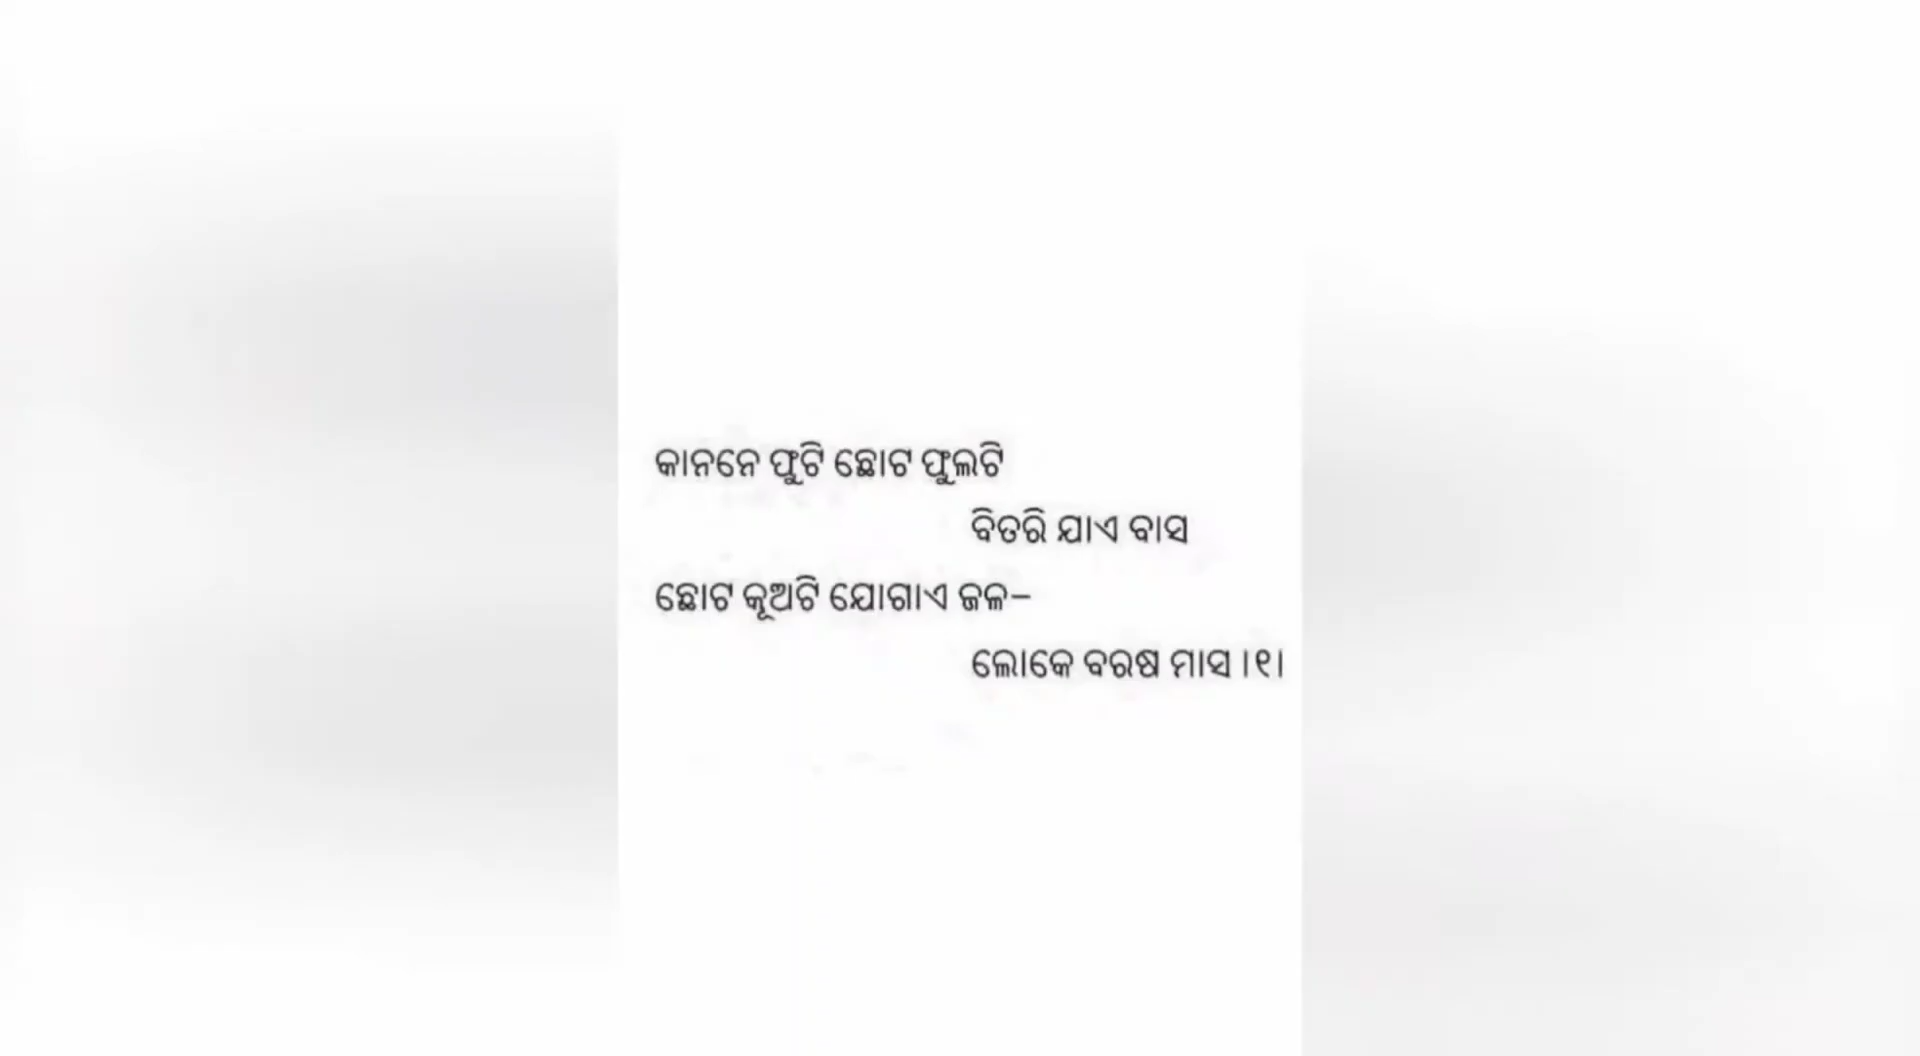 କାନନେ ଫୁଟି ଛୋଟ ଫୁଲଟି
ବିତରି ଯାଏ ବାସ
ଛୋଟ କୂଅଟି ଯୋଗାଏ ଜଳ–
ଲୋକେ ବରଷ ମାସ ।୧।